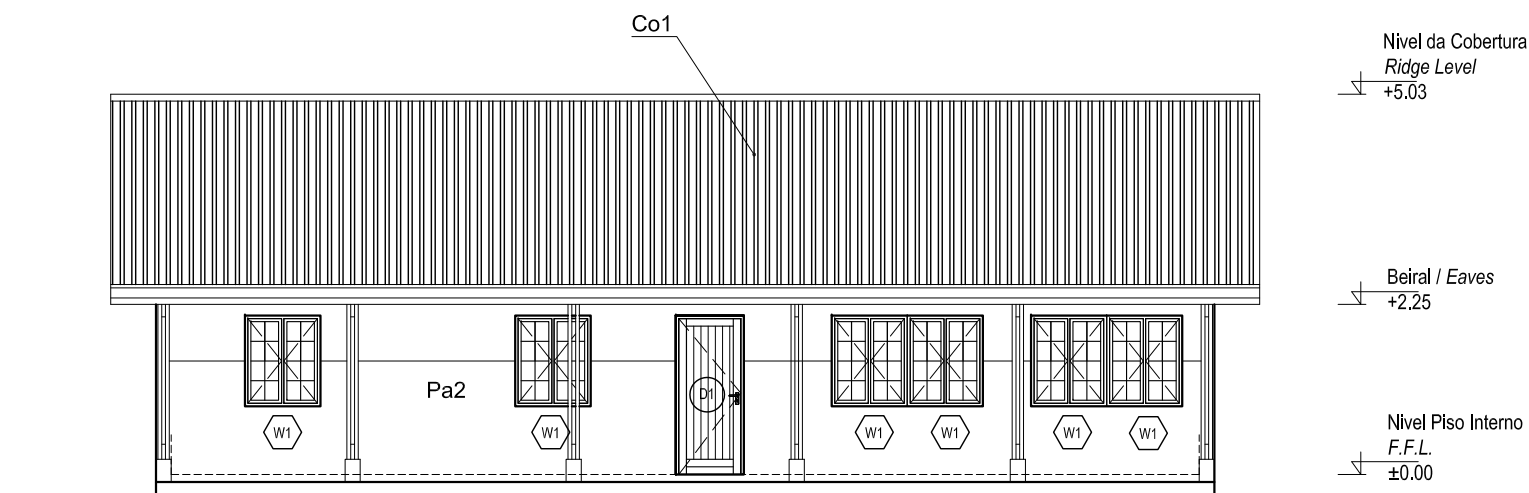 Co1
Nivel da Cobertura
Ridge Level
+5.03
Beiral / Eaves
+2.25
Pa2
D1
W1
W1
W1
W1
W1
W1
Nivel Piso Interno
F.F.L.
±0.00